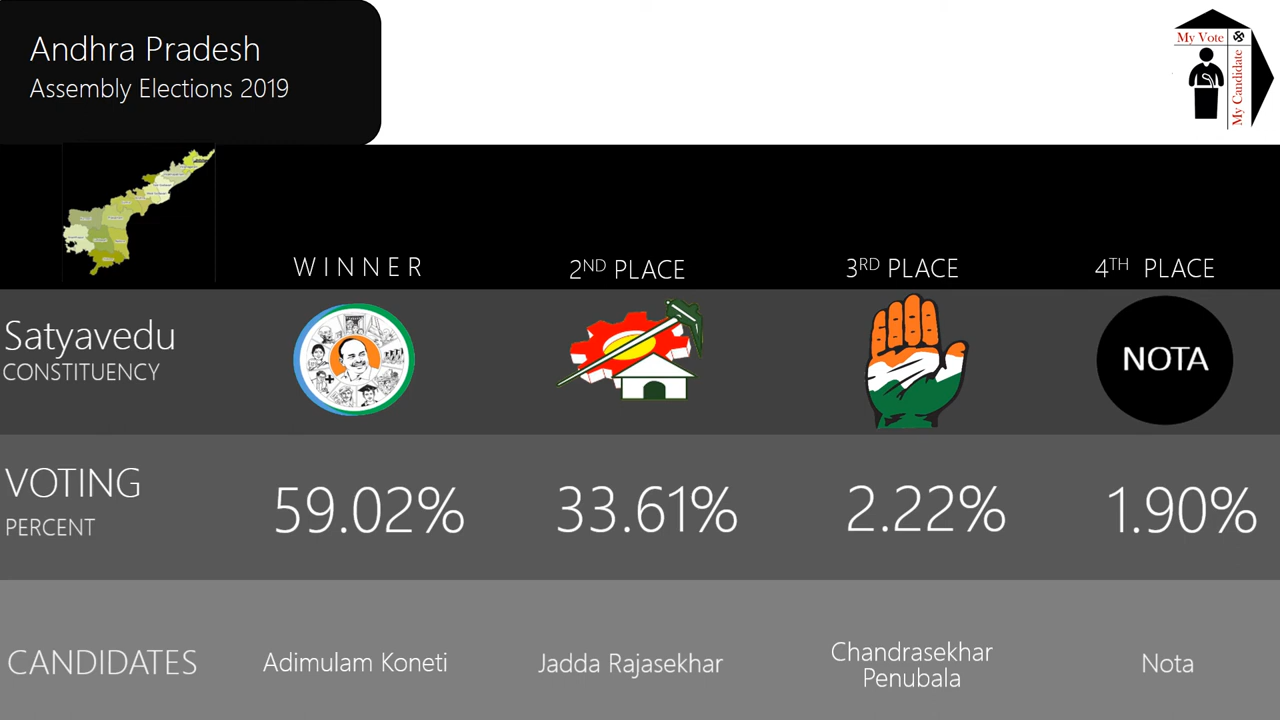 Andhra Pradesh
Assembly Elections 2019
My Vote
My Candidate
WINNER
2ND PLACE
3RD PLACE
4TH PLACE
Satyavedu
CONSTITUENCY
NOTA
VOTING
PERCENT
59.02%
33.61%
2.22%
1.90%
CANDIDATES
Adimulam Koneti
Jadda Rajasekhar
Chandrasekhar
Penubala
Nota